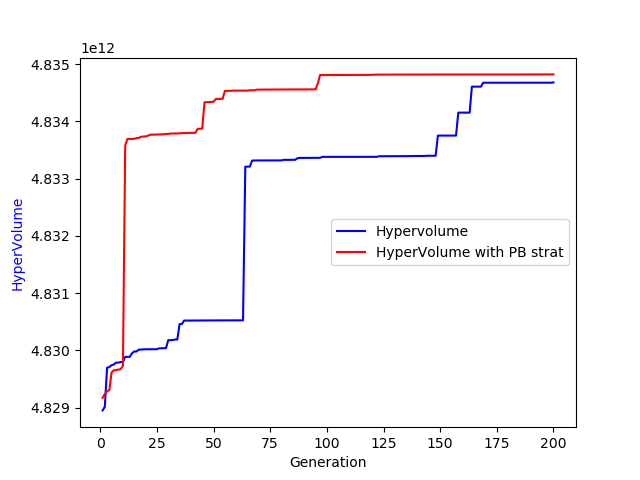 1e12
4.835
4.834
4.833
4.832
4.831
4.830
4.829
HyperVolume
Hypervolume
HyperVolume with PB strat
0 25 50 75 100 125 150 175 200
Generation